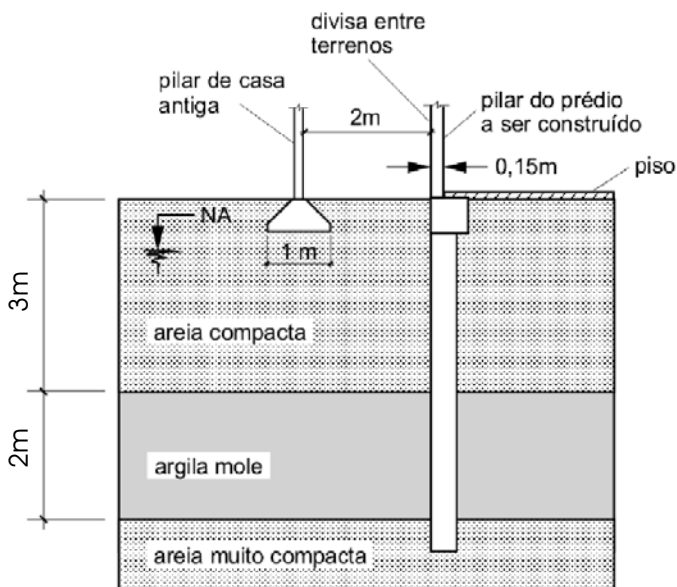 divisa entre
terrenos
pilar de casa
antiga
2m
pilar do prédio
a ser construído
0,15m
piso
NA
1 m
3m
areia compacta
2m
argila mole
areia muito compacta